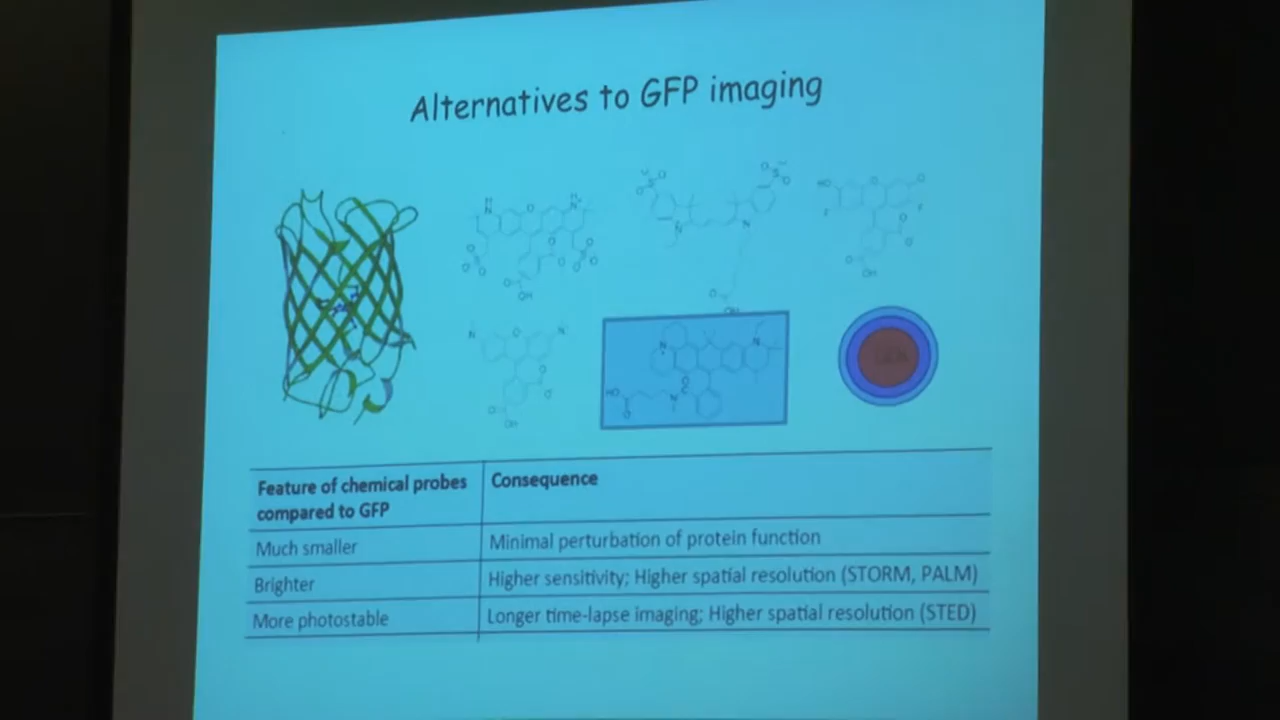 Alternatives to GFP imaging
Feature of chemical probes
compared to GFP
Consequence
Much smaller
Minimal perturbation of protein function
Brighter
Higher sensitivity; Higher spatial resolution (STORM, PALM)
More photostable
Longer time-lapse imaging; Higher spatial resolution (STED)